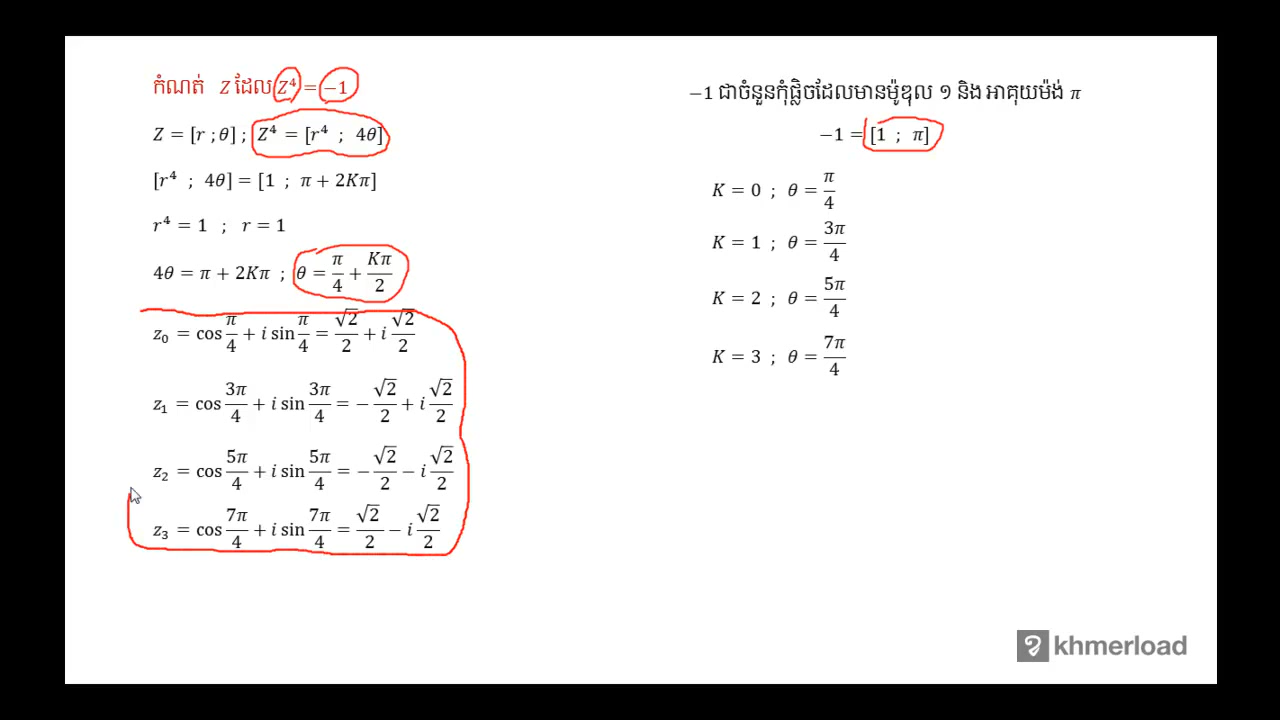 កំណត់ Z ដែល Z⁴ = −1
Z = [r ; θ] ; Z⁴ = [r⁴ ; 4θ]
[r⁴ ; 4θ] = [1 ; π + 2Kπ]
r⁴ = 1 ; r = 1
4θ = π + 2Kπ ; θ = π/4 + Kπ/2
z₀ = cos π/4 + i sin π/4 = √2/2 + i √2/2
z₁ = cos 3π/4 + i sin 3π/4 = −√2/2 + i √2/2
z₂ = cos 5π/4 + i sin 5π/4 = −√2/2 − i √2/2
z₃ = cos 7π/4 + i sin 7π/4 = √2/2 − i √2/2
−1 ជាចំនួនកុំផ្លិចដែលមានម៉ូឌុល ១ និង អាគុយម៉ង់ π
−1 = [1 ; π]
K = 0 ; θ = π/4
K = 1 ; θ = 3π/4
K = 2 ; θ = 5π/4
K = 3 ; θ = 7π/4
khmerload